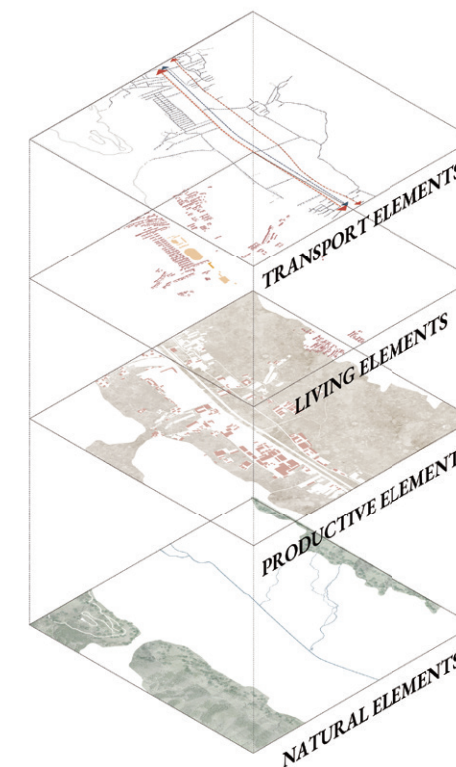 TRANSPORT ELEMENTS
LIVING ELEMENTS
PRODUCTIVE ELEMENT
NATURAL ELEMENTS